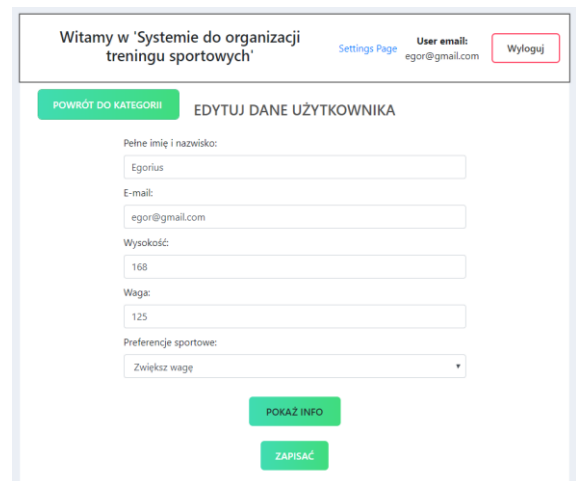 Witamy w 'Systemie do organizacji
treningu sportowych'
Settings Page
User email:
egor@gmail.com
Wyloguj
POWRÓT DO KATEGORII
EDYTUJ DANE UŻYTKOWNIKA
Pełne imię i nazwisko:
Egorius
E-mail:
egor@gmail.com
Wysokość:
168
Waga:
125
Preferencje sportowe:
Zwiększ wagę
POKAŻ INFO
ZAPISAĆ